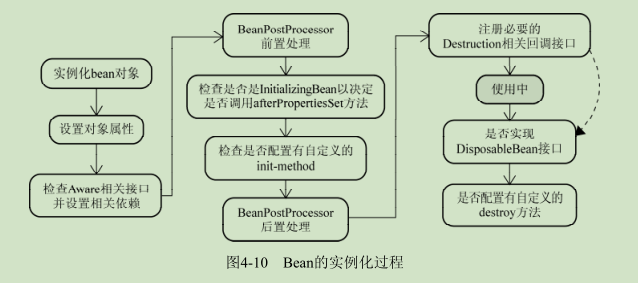 实例化bean对象
设置对象属性
检查Aware相关接口
并设置相关依赖
BeanPostProcessor
前置处理
检查是否是InitializingBean以决定
是否调用afterPropertiesSet方法
检查是否配置有自定义的
init-method
BeanPostProcessor
后置处理
注册必要的
Destruction相关回调接口
使用中
是否实现
DisposableBean接口
是否配置有自定义的
destroy方法
图4-10 Bean的实例化过程